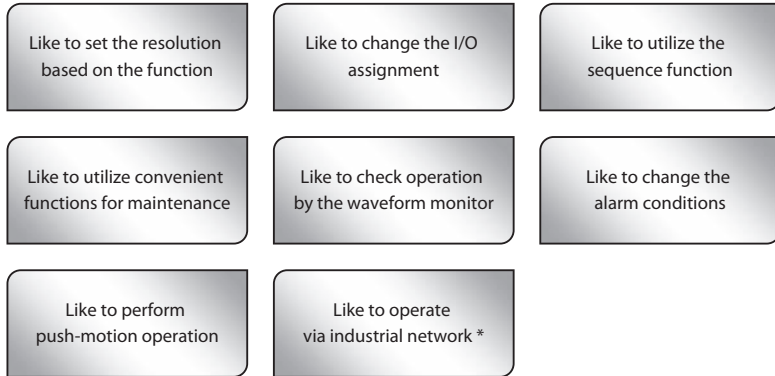 Like to set the resolution
based on the function
Like to change the I/O
assignment
Like to utilize the
sequence function
Like to utilize convenient
functions for maintenance
Like to check operation
by the waveform monitor
Like to change the
alarm conditions
Like to perform
push-motion operation
Like to operate
via industrial network *